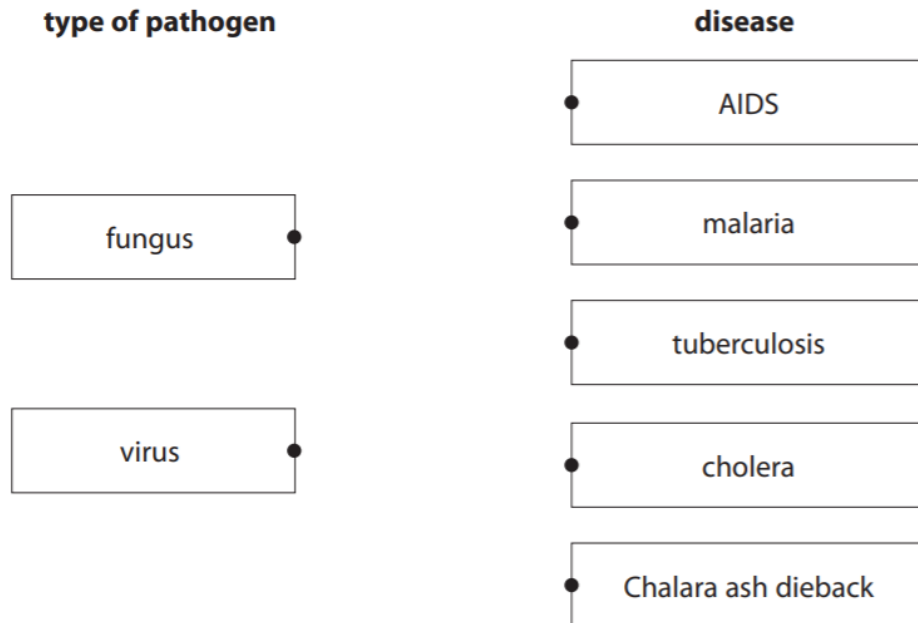 type of pathogen
disease
AIDS
malaria
fungus
tuberculosis
virus
cholera
Chalara ash dieback